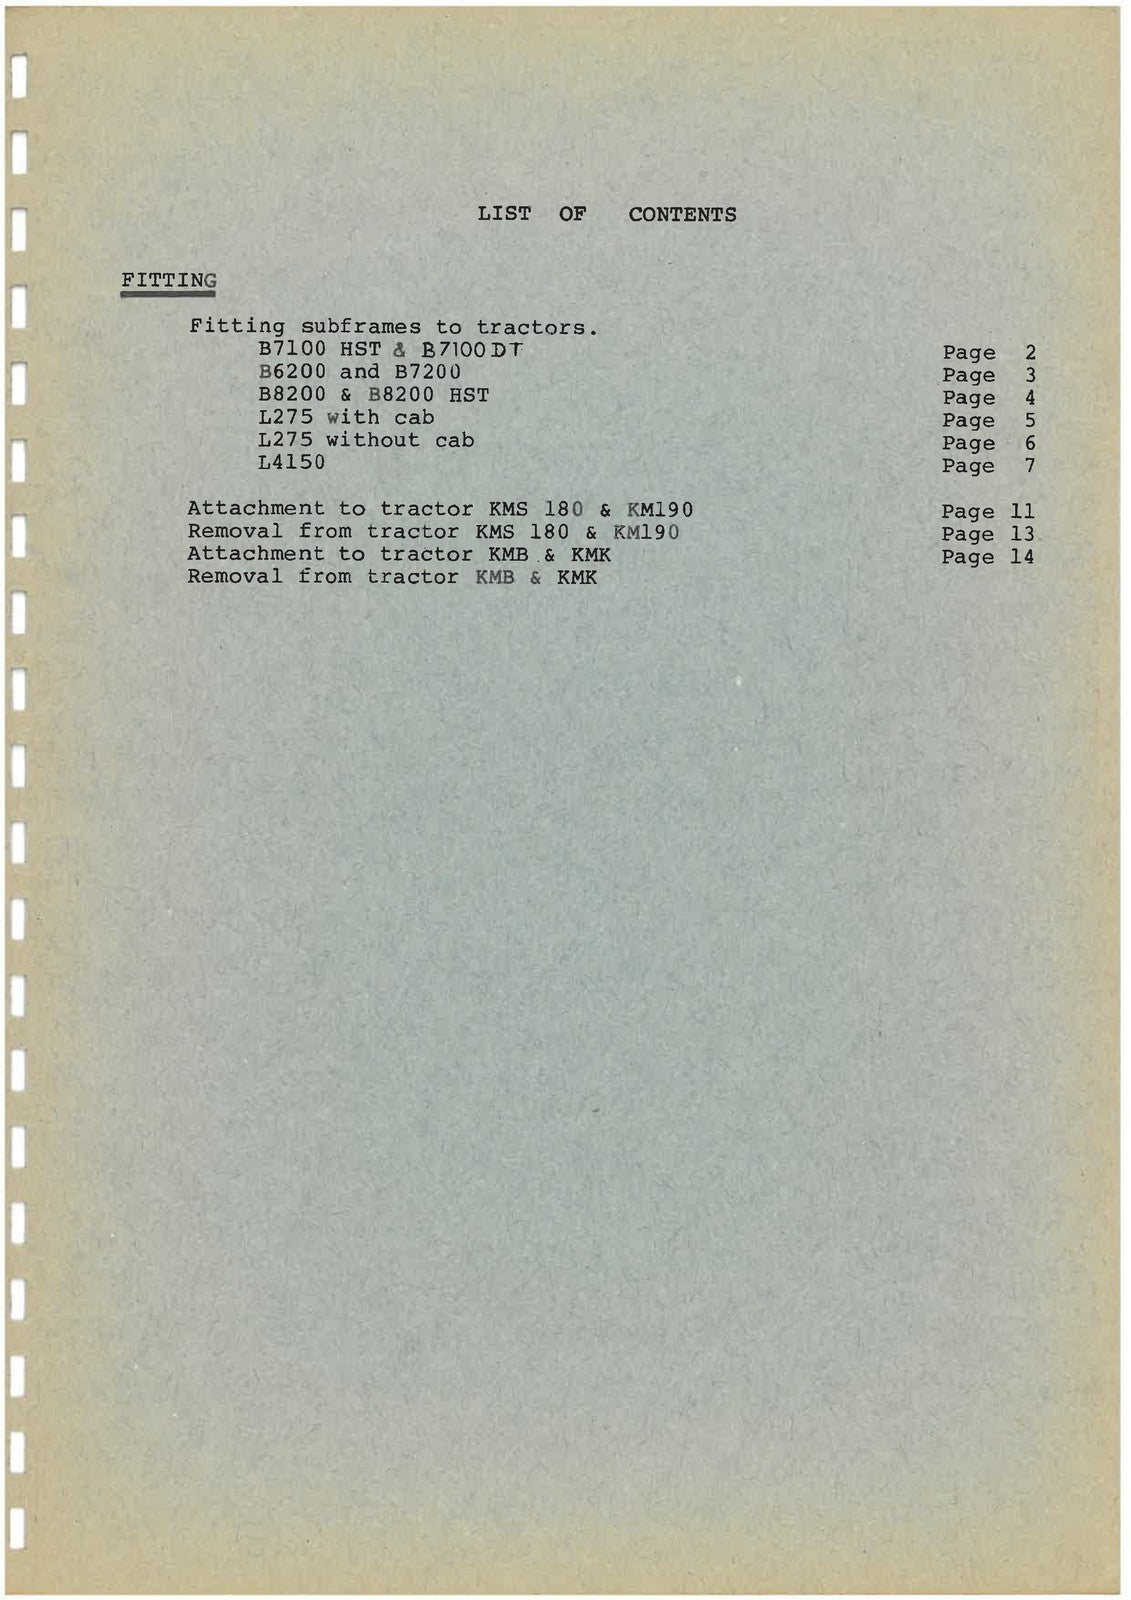 LIST OF CONTENTS
FITTING
Fitting subframes to tractors.
B7100 HST & B7100DT Page 2
B6200 and B7200 Page 3
B8200 & B8200 HST Page 4
L275 with cab Page 5
L275 without cab Page 6
L4150 Page 7
Attachment to tractor KMS 180 & KM190 Page 11
Removal from tractor KMS 180 & KM190 Page 13
Attachment to tractor KMB & KMK Page 14
Removal from tractor KMB & KMK